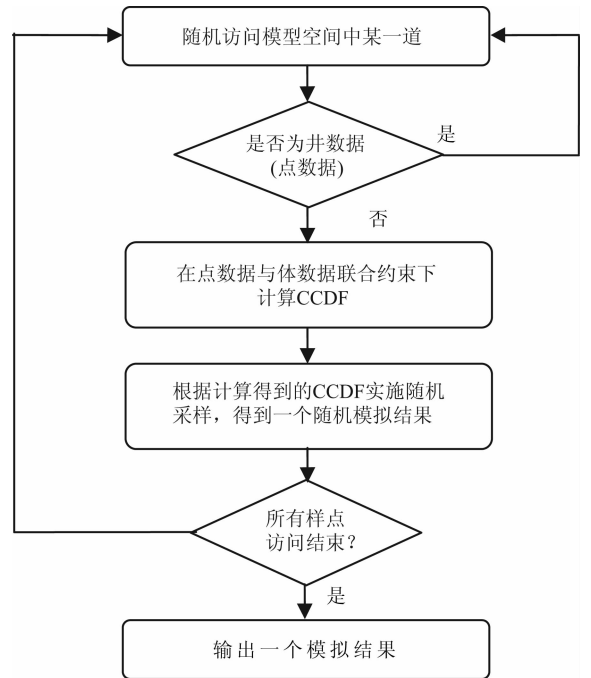 随机访问模型空间中某一道
是否为井数据
(点数据)
是
否
在点数据与体数据联合约束下
计算CCDF
根据计算得到的CCDF实施随机
采样，得到一个随机模拟结果
所有样点
访问结束？
是
输出一个模拟结果